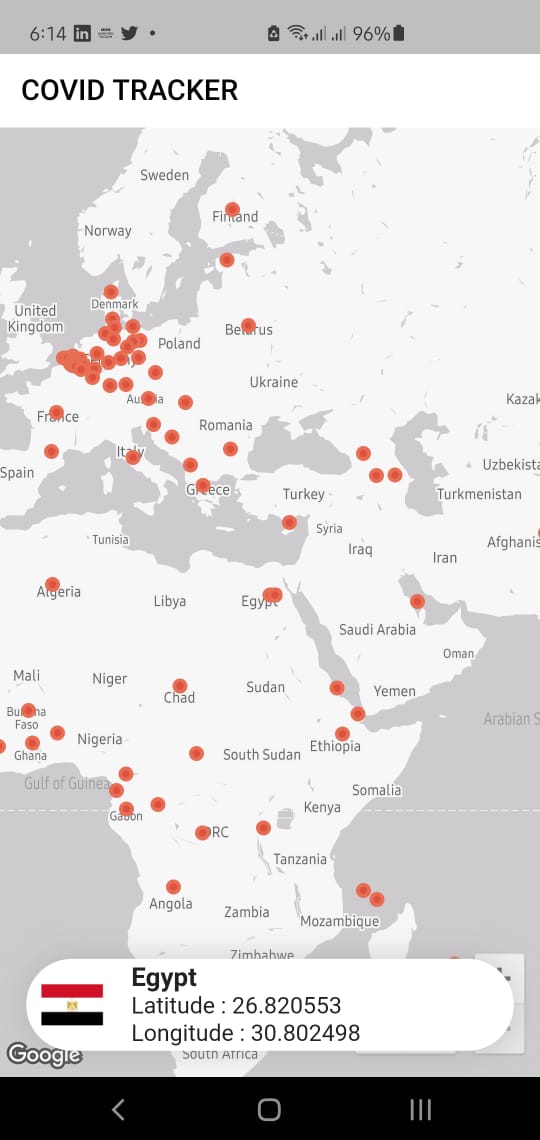 6:14 96%
COVID TRACKER
Sweden
Finland
Norway
Denmark
United
Kingdom
Belarus
Poland
Ukraine
Austria
Kazak
France
Romania
Italy
Uzbekista
Spain
Greece
Turkey
Turkmenistan
Syria
Tunisia
Afghanis
Iraq
Iran
Algeria
Libya
Egypt
Saudi Arabia
Oman
Mali
Niger
Chad
Sudan
Yemen
Burkina
Faso
Arabian S
Nigeria
Ghana
South Sudan
Ethiopia
Gulf of Guinea
Somalia
Gabon
Kenya
DRC
Tanzania
Angola
Zambia
Mozambique
Zimbabwe
Egypt
Latitude : 26.820553
Longitude : 30.802498
Google
South Africa